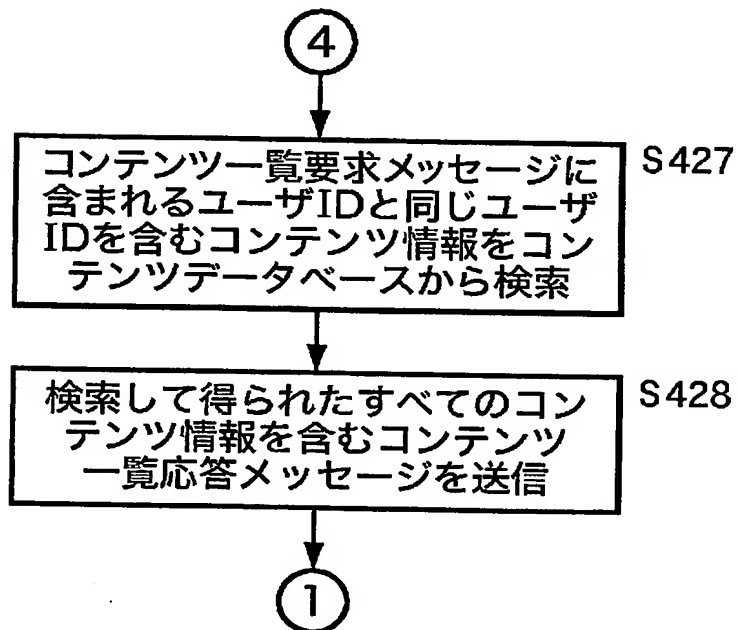 4
コンテンツ一覧要求メッセージに
含まれるユーザIDと同じユーザ
IDを含むコンテンツ情報をコン
テンツデータベースから検索
S427
検索して得られたすべてのコン
テンツ情報を含むコンテンツ
一覧応答メッセージを送信
S428
1